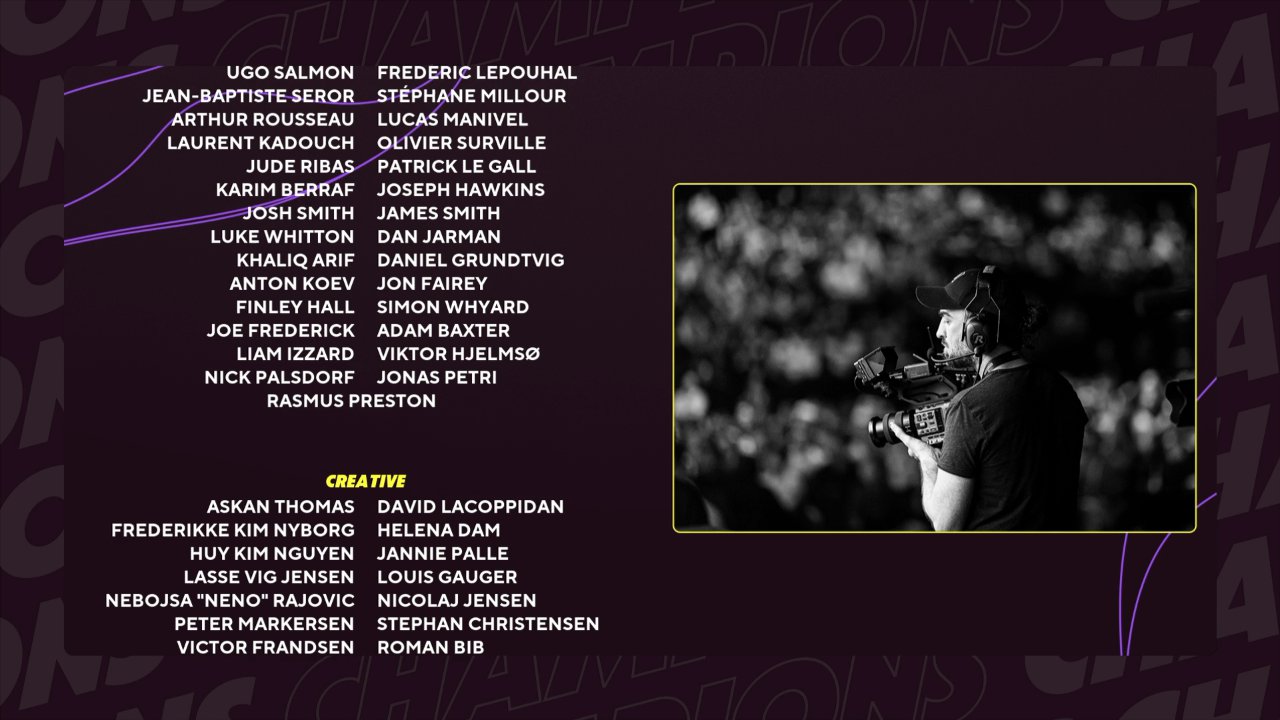 UGO SALMON FREDERIC LEPOUHAL
JEAN-BAPTISTE SEROR STÉPHANE MILLOUR
ARTHUR ROUSSEAU LUCAS MANIVEL
LAURENT KADOUCH OLIVIER SURVILLE
JUDE RIBAS PATRICK LE GALL
KARIM BERRAF JOSEPH HAWKINS
JOSH SMITH JAMES SMITH
LUKE WHITTON DAN JARMAN
KHALIQ ARIF DANIEL GRUNDTVIG
ANTON KOEV JON FAIREY
FINLEY HALL SIMON WHYARD
JOE FREDERICK ADAM BAXTER
LIAM IZZARD VIKTOR HJELMSØ
NICK PALSDORF JONAS PETRI
RASMUS PRESTON
CREATIVE
ASKAN THOMAS DAVID LACOPPIDAN
FREDERIKKE KIM NYBORG HELENA DAM
HUY KIM NGUYEN JANNIE PALLE
LASSE VIG JENSEN LOUIS GAUGER
NEBOJSA "NENO" RAJOVIC NICOLAJ JENSEN
PETER MARKERSEN STEPHAN CHRISTENSEN
VICTOR FRANDSEN ROMAN BIB
CHAMPIONS